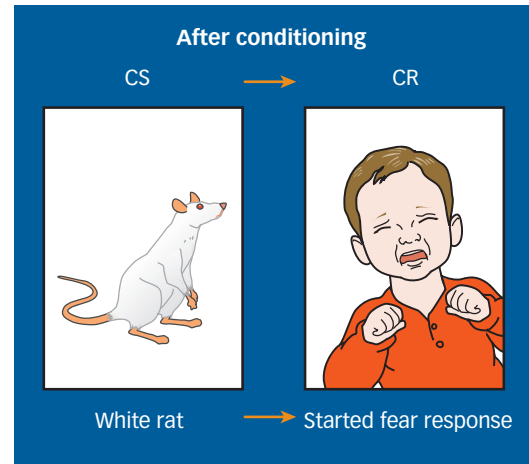 After conditioning
CS → CR
White rat → Started fear response